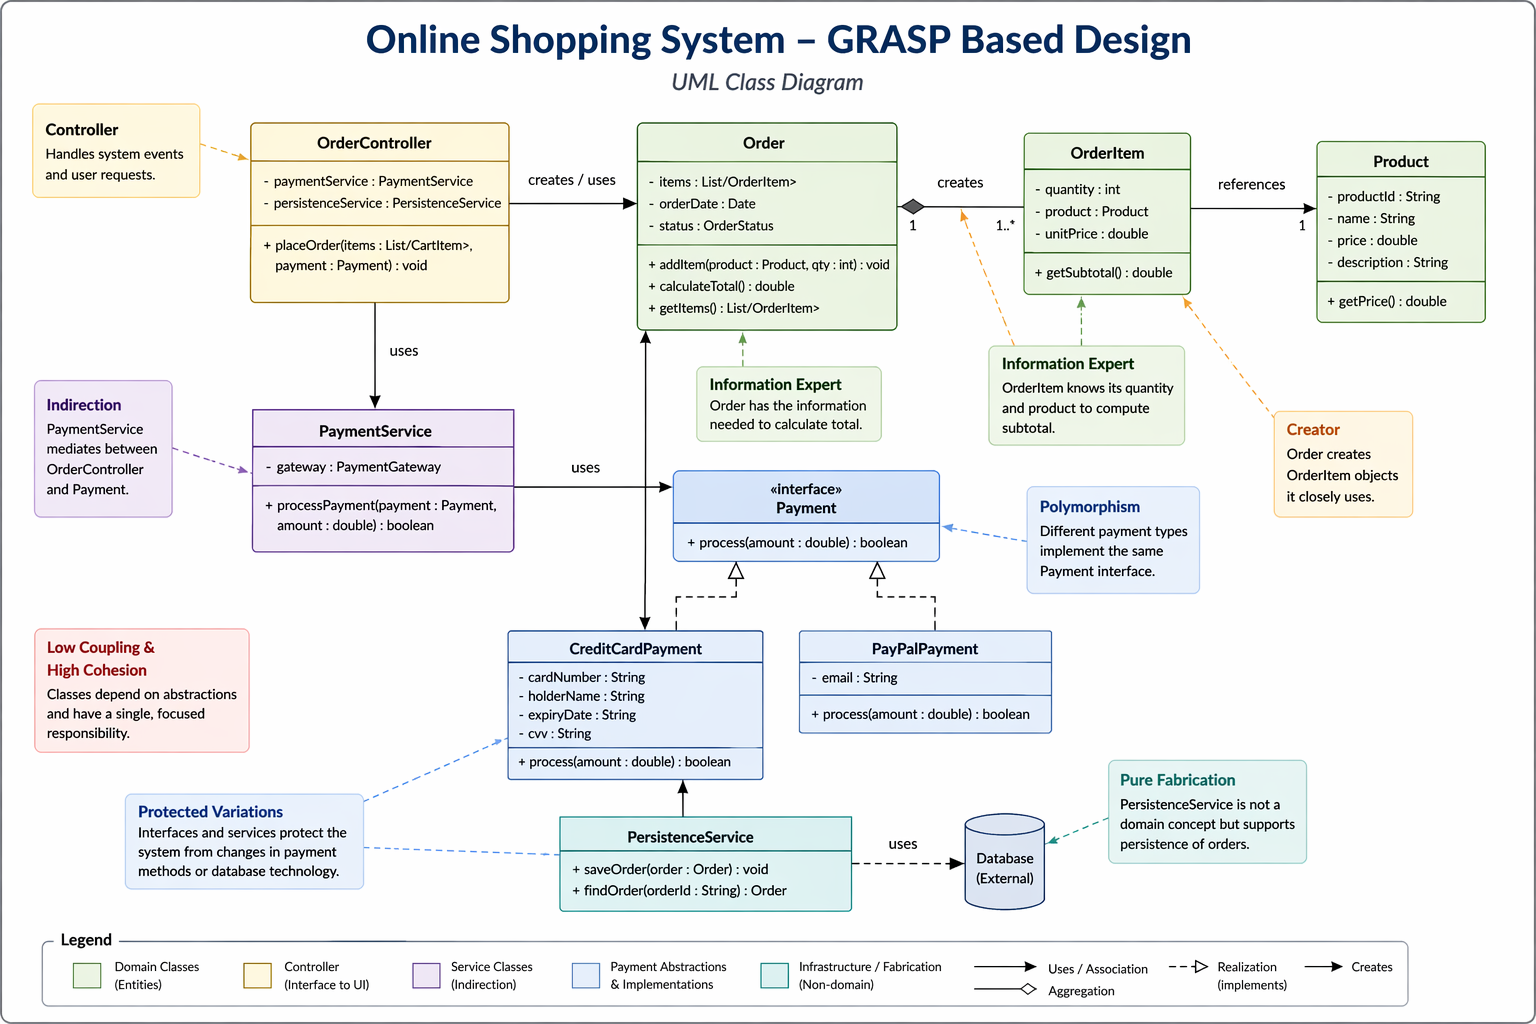 Online Shopping System – GRASP Based Design
UML Class Diagram
Controller
Handles system events
and user requests.
OrderController
- paymentService : PaymentService
- persistenceService : PersistenceService
+ placeOrder(items : List/CartItem>,
payment : Payment) : void
creates / uses
Order
- items : List/OrderItem>
- orderDate : Date
- status : OrderStatus
+ addItem(product : Product, qty : int) : void
+ calculateTotal() : double
+ getItems() : List/OrderItem>
creates
1
1..*
OrderItem
- quantity : int
- product : Product
- unitPrice : double
+ getSubtotal() : double
references
1
Product
- productId : String
- name : String
- price : double
- description : String
+ getPrice() : double
uses
Information Expert
Order has the information
needed to calculate total.
Information Expert
OrderItem knows its quantity
and product to compute
subtotal.
Creator
Order creates
OrderItem objects
it closely uses.
Indirection
PaymentService
mediates between
OrderController
and Payment.
PaymentService
- gateway : PaymentGateway
+ processPayment(payment : Payment,
amount : double) : boolean
uses
«interface»
Payment
+ process(amount : double) : boolean
Polymorphism
Different payment types
implement the same
Payment interface.
Low Coupling &
High Cohesion
Classes depend on abstractions
and have a single, focused
responsibility.
CreditCardPayment
- cardNumber : String
- holderName : String
- expiryDate : String
- cvv : String
+ process(amount : double) : boolean
PayPalPayment
- email : String
+ process(amount : double) : boolean
Protected Variations
Interfaces and services protect the
system from changes in payment
methods or database technology.
PersistenceService
+ saveOrder(order : Order) : void
+ findOrder(orderId : String) : Order
uses
Database
(External)
Pure Fabrication
PersistenceService is not a
domain concept but supports
persistence of orders.
Legend
Domain Classes
(Entities)
Controller
(Interface to UI)
Service Classes
(Indirection)
Payment Abstractions
& Implementations
Infrastructure / Fabrication
(Non-domain)
Uses / Association
Aggregation
Realization
(implements)
Creates